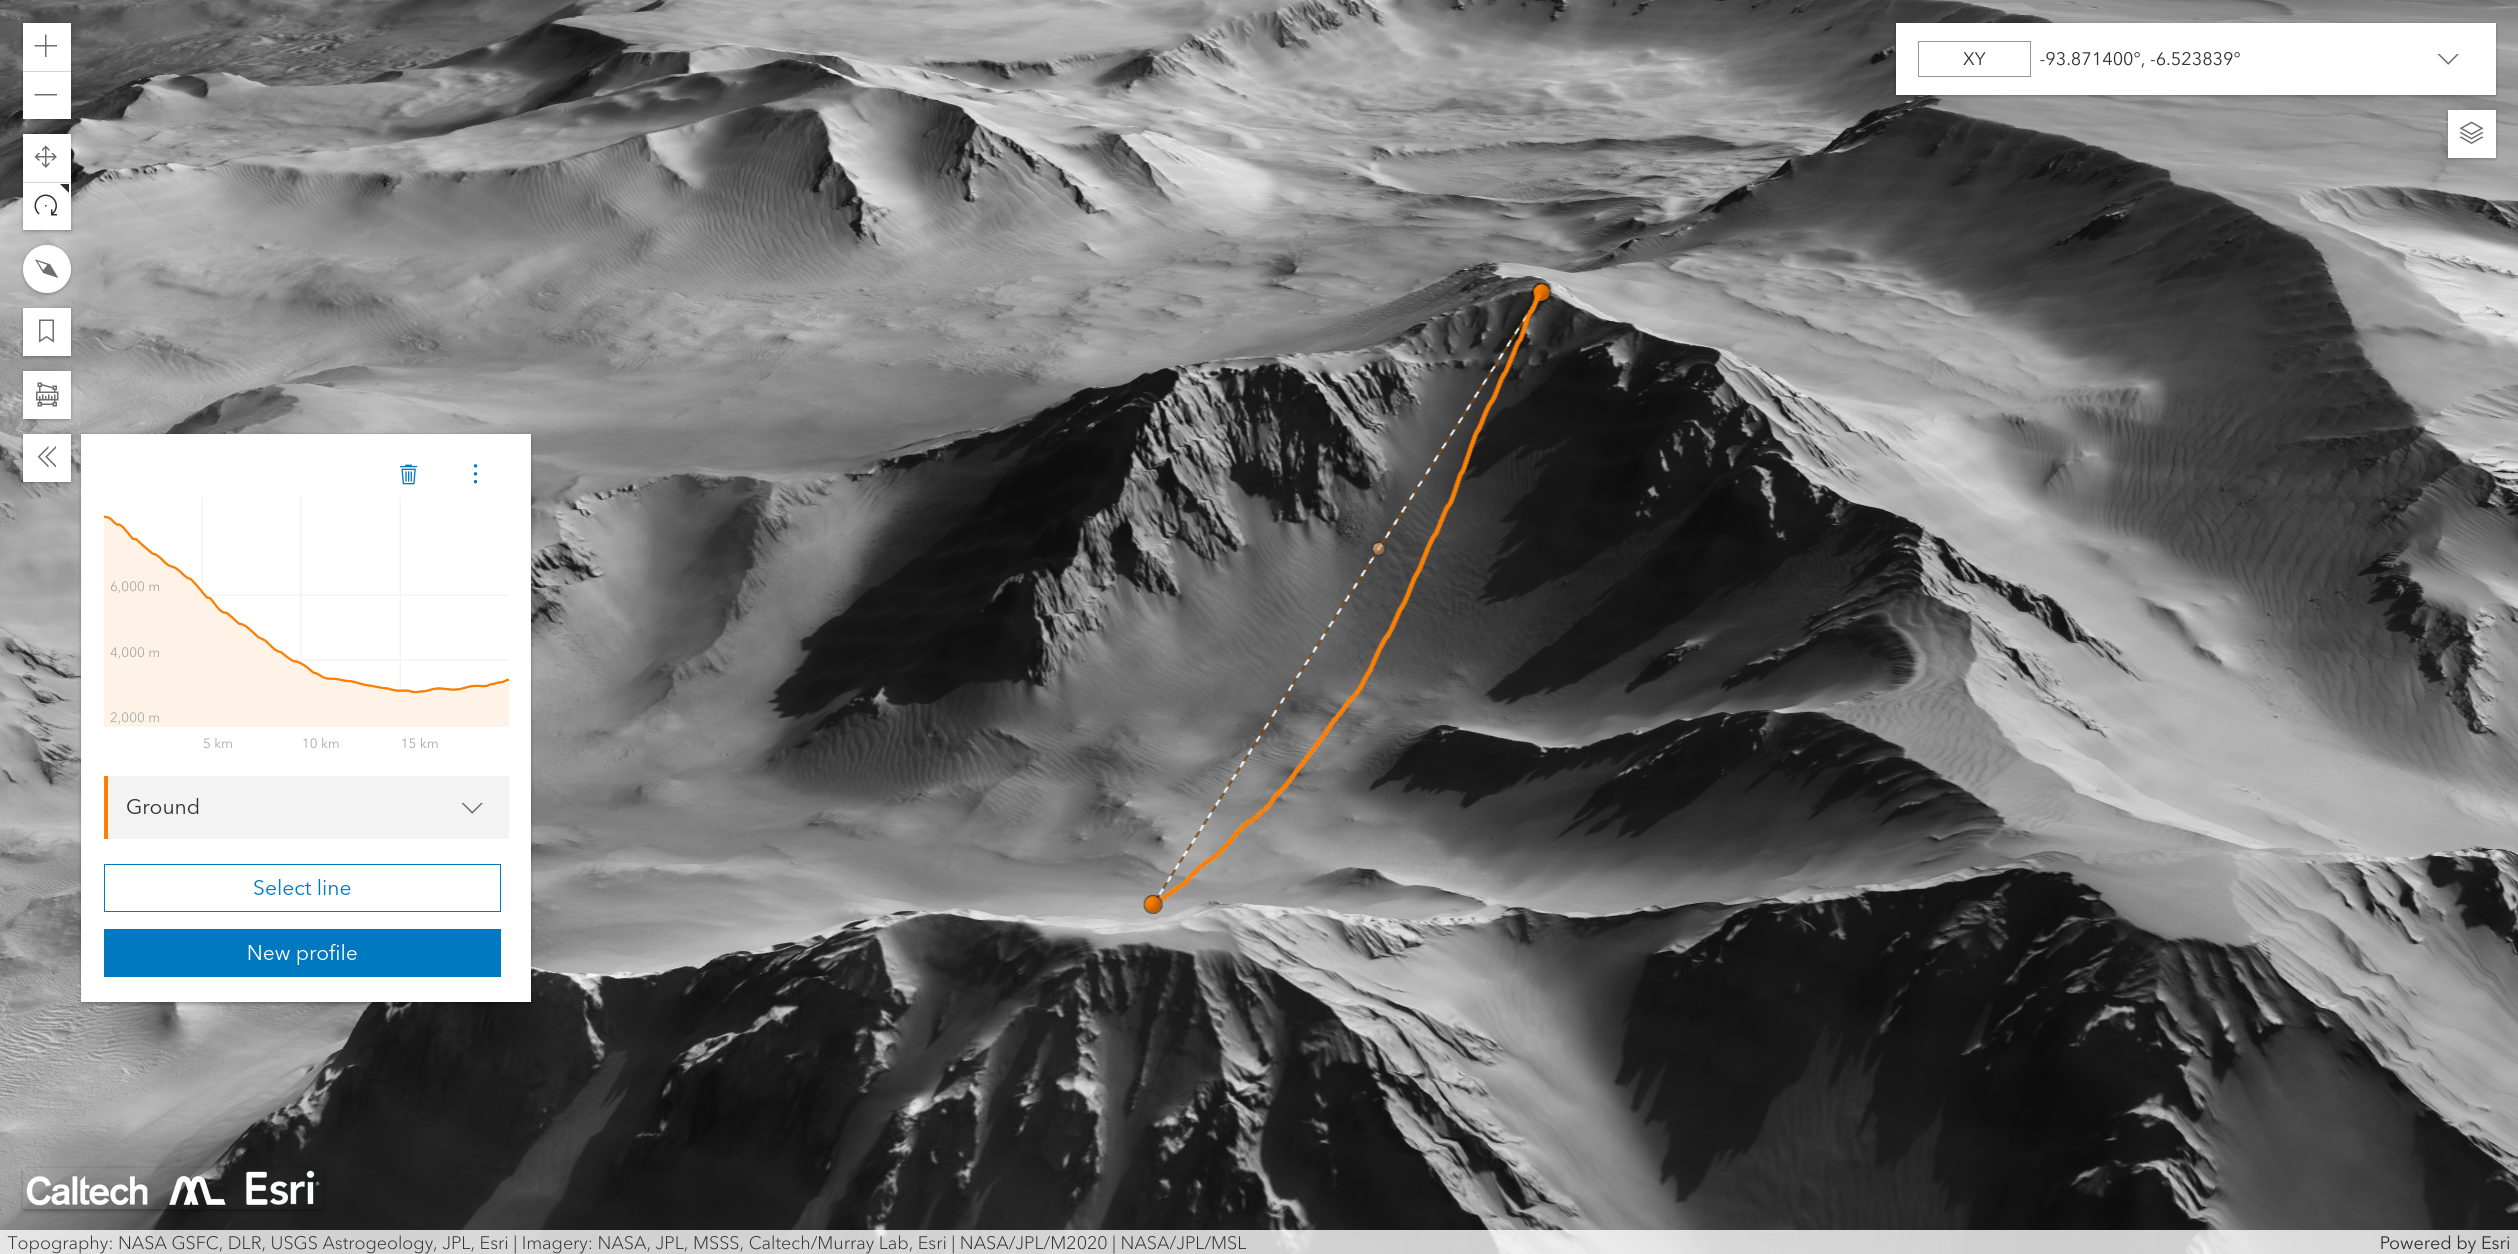 XY -93.871400°, -6.523839°
6,000 m
4,000 m
2,000 m
5 km 10 km 15 km
Ground
Select line
New profile
Caltech Esri
Topography: NASA GSFC, DLR, USGS Astrogeology, JPL, Esri | Imagery: NASA, JPL, MSSS, Caltech/Murray Lab, Esri | NASA/JPL/M2020 | NASA/JPL/MSL Powered by Esri